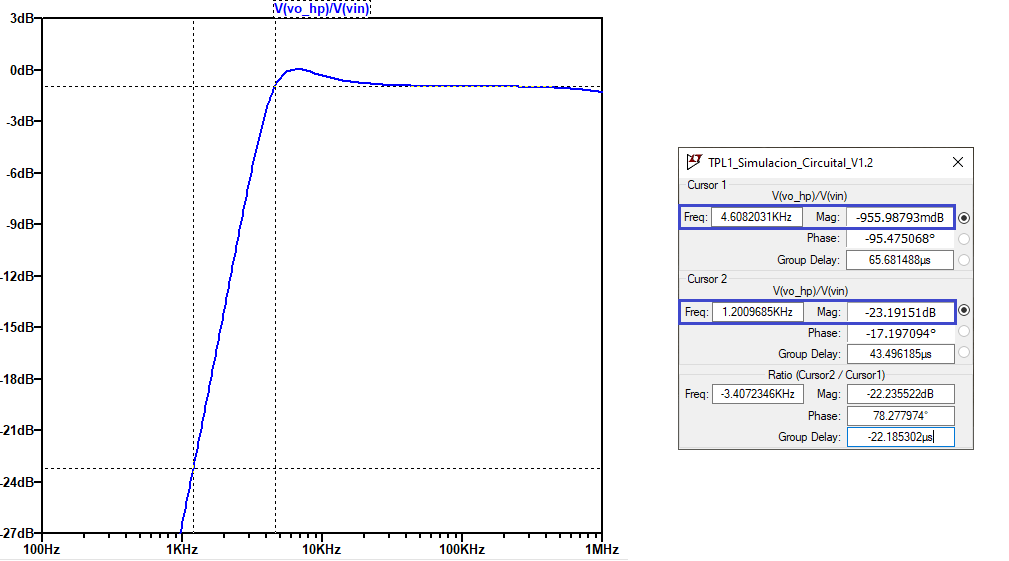 V(vo_hp)/V(vin)
3dB
0dB
-3dB
-6dB
-9dB
-12dB
-15dB
-18dB
-21dB
-24dB
-27dB
100Hz 1KHz 10KHz 100KHz 1MHz
TPL1_Simulacion_Circuital_V1.2
Cursor 1
V(vo_hp)/V(vin)
Freq: 4.6082031KHz Mag: -955.98793mdB
Phase: -95.475068°
Group Delay: 65.681488µs
Cursor 2
V(vo_hp)/V(vin)
Freq: 1.2009685KHz Mag: -23.19151dB
Phase: -17.197094°
Group Delay: 43.496185µs
Ratio (Cursor2 / Cursor1)
Freq: -3.4072346KHz Mag: -22.235522dB
Phase: 78.277974°
Group Delay: -22.185302µs